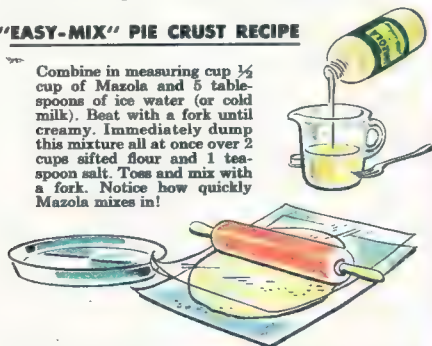 "EASY-MIX" PIE CRUST RECIPE
Combine in measuring cup ½
cup of Mazola and 5 table-
spoons of ice water (or cold
milk). Beat with a fork until
creamy. Immediately dump
this mixture all at once over 2
cups sifted flour and 1 tea-
spoon salt. Toss and mix with
a fork. Notice how quickly
Mazola mixes in!
MAZOLA